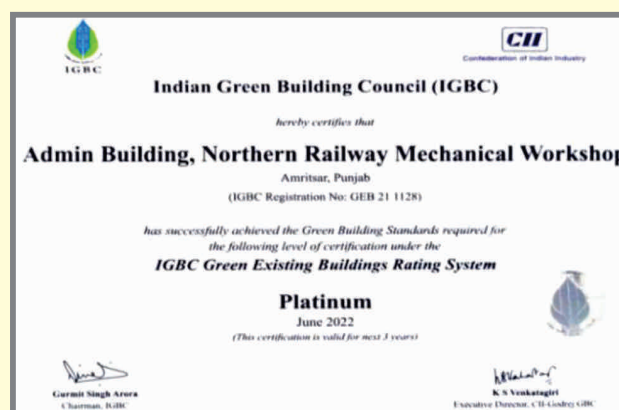 IGBC
CII
Confederation of Indian Industry
Indian Green Building Council (IGBC)
hereby certifies that
Admin Building, Northern Railway Mechanical Workshop
Amritsar, Punjab
(IGBC Registration No: GEB 21 1128)
has successfully achieved the Green Building Standards required for
the following level of certification under the
IGBC Green Existing Buildings Rating System
Platinum
June 2022
(This certification is valid for next 3 years)
Gurmit Singh Arora
Chairman, IGBC
K S Venkatagiri
Executive Director, CII-Godrej GBC